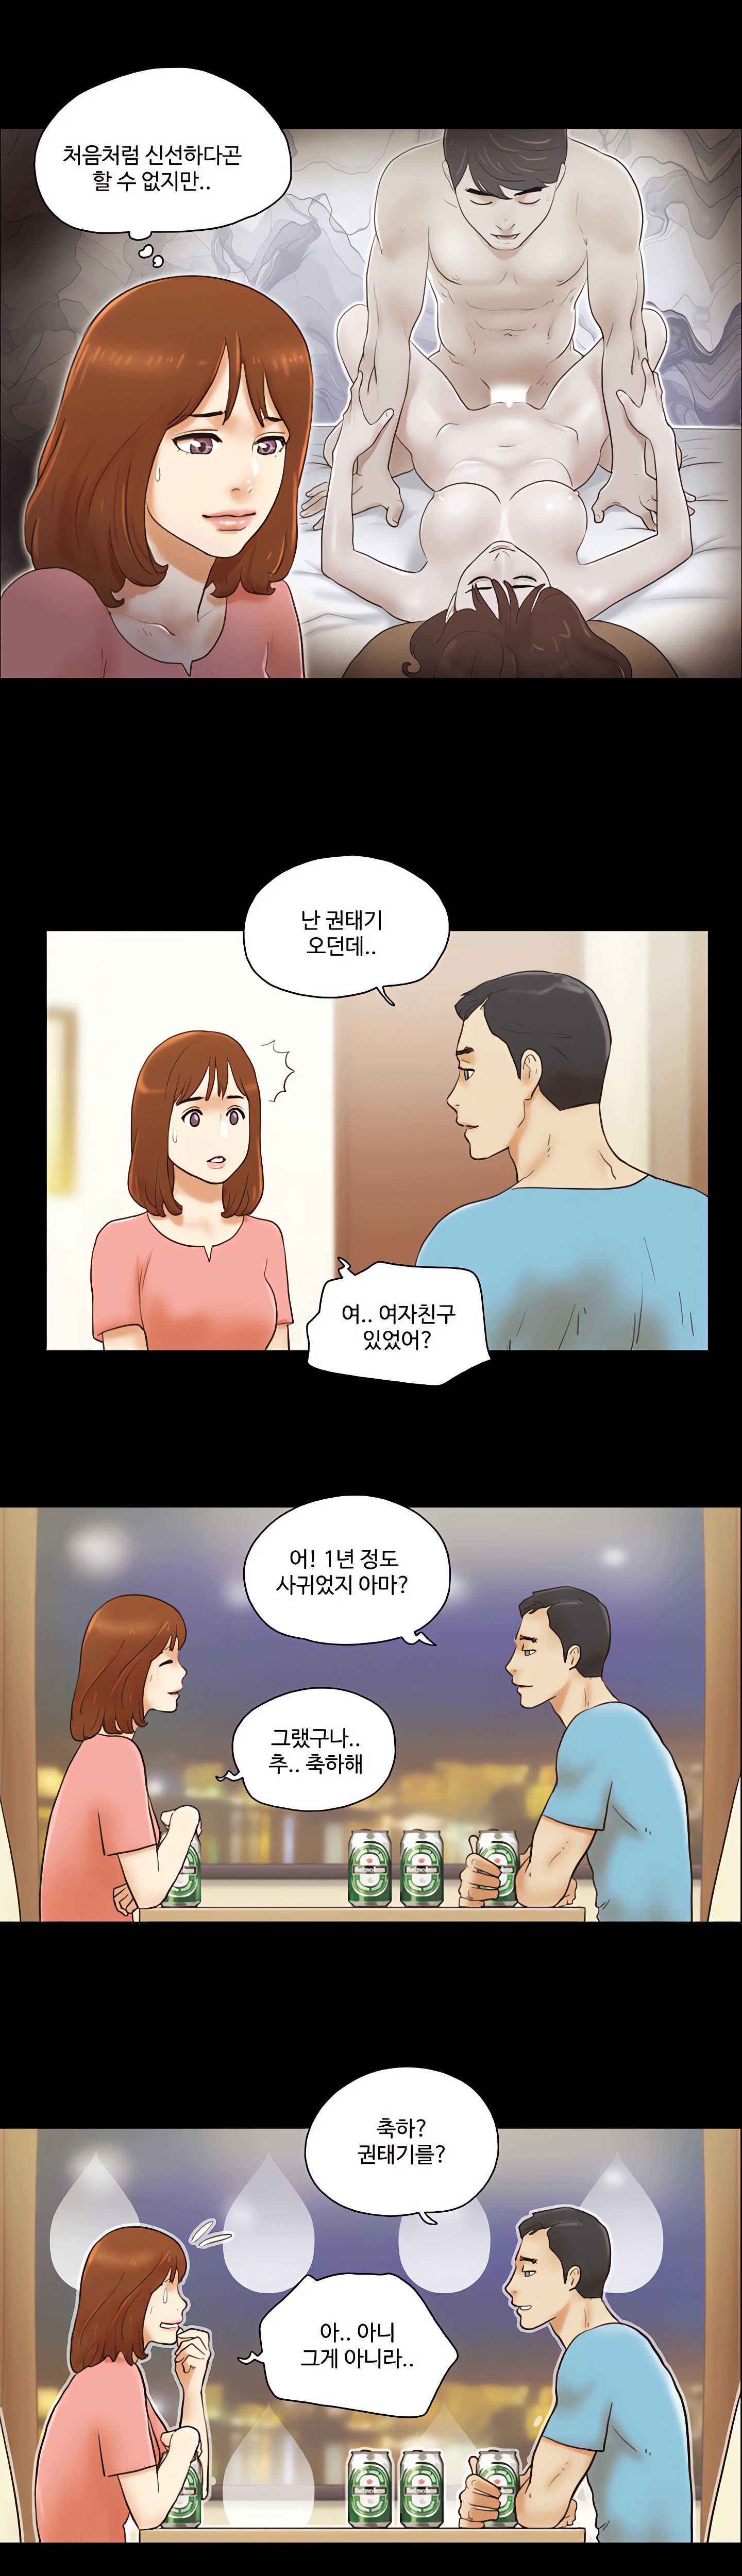 처음처럼 신선하다곤
할 수 없지만..
난 권태기
오던데..
여.. 여자친구
있었어?
어! 1년 정도
사귀었지 아마?
그랬구나..
추.. 축하해
축하?
권태기를?
아.. 아니
그게 아니라..